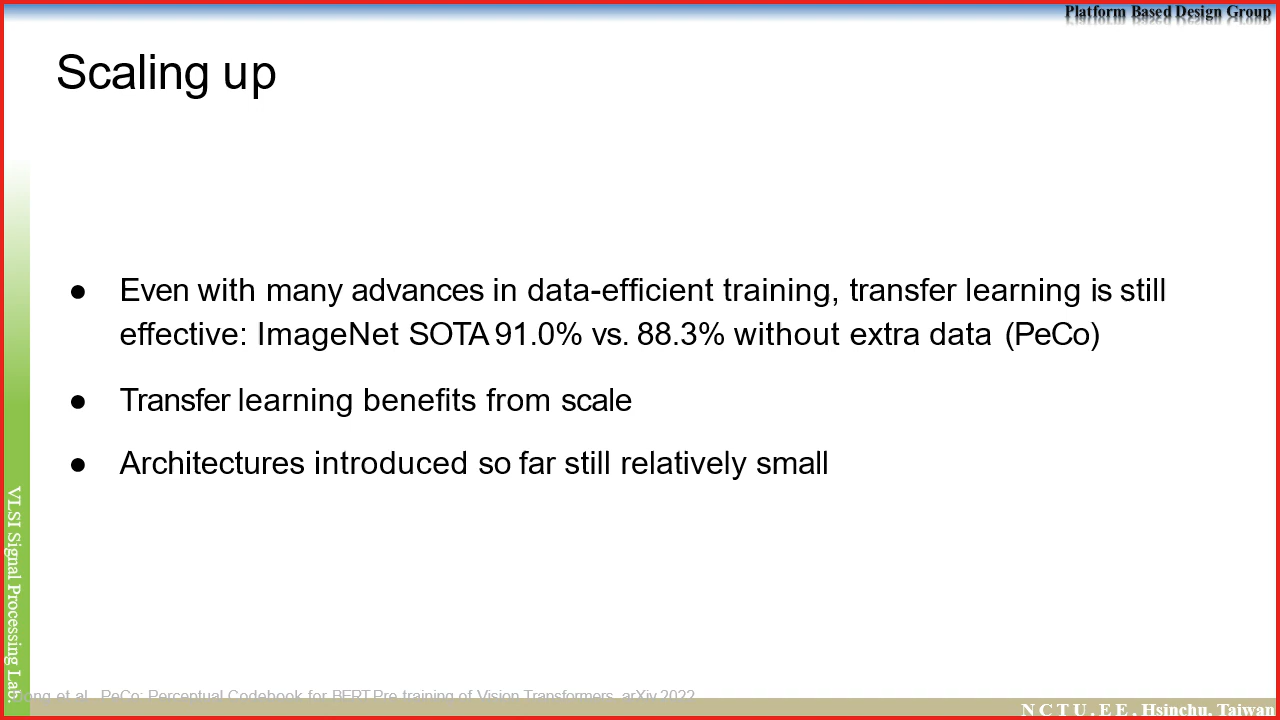 Platform Based Design Group
Scaling up
● Even with many advances in data-efficient training, transfer learning is still
effective: ImageNet SOTA 91.0% vs. 88.3% without extra data (PeCo)
● Transfer learning benefits from scale
● Architectures introduced so far still relatively small
VLSI Signal Processing Lab.
Dong et al., PeCo: Perceptual Codebook for BERT Pre-training of Vision Transformers, arXiv 2022
N C T U . E E , Hsinchu, Taiwan